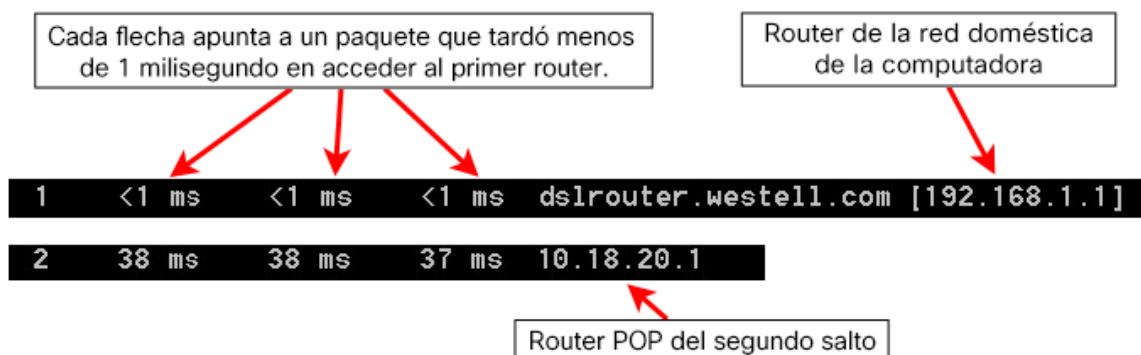 Cada flecha apunta a un paquete que tardó menos
de 1 milisegundo en acceder al primer router.
Router de la red doméstica
de la computadora
1 <1 ms <1 ms <1 ms dslrouter.westell.com [192.168.1.1]
2 38 ms 38 ms 37 ms 10.18.20.1
Router POP del segundo salto